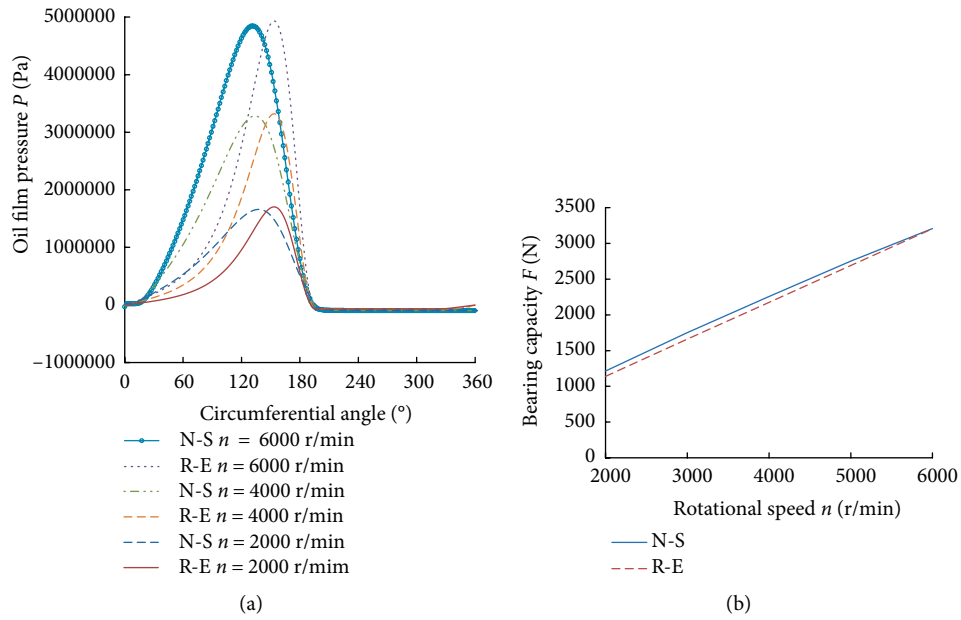 Oil film pressure P (Pa)
5000000
4000000
3000000
2000000
1000000
0
−1000000
0 60 120 180 240 300 360
Circumferential angle (°)
N-S n = 6000 r/min
R-E n = 6000 r/min
N-S n = 4000 r/min
R-E n = 4000 r/min
N-S n = 2000 r/min
R-E n = 2000 r/mim
(a)
Bearing capacity F (N)
3500
3000
2500
2000
1500
1000
500
0
2000 3000 4000 5000 6000
Rotational speed n (r/min)
N-S
R-E
(b)